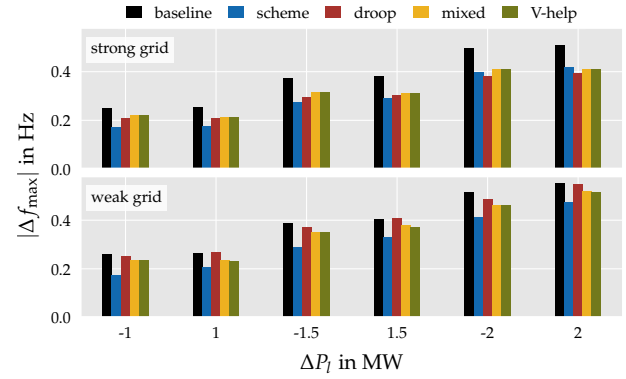 baseline scheme droop mixed V-help
strong grid
0.4
0.2
0.0
weak grid
0.4
0.2
0.0
|Δf_max| in Hz
-1 1 -1.5 1.5 -2 2
ΔP_l in MW